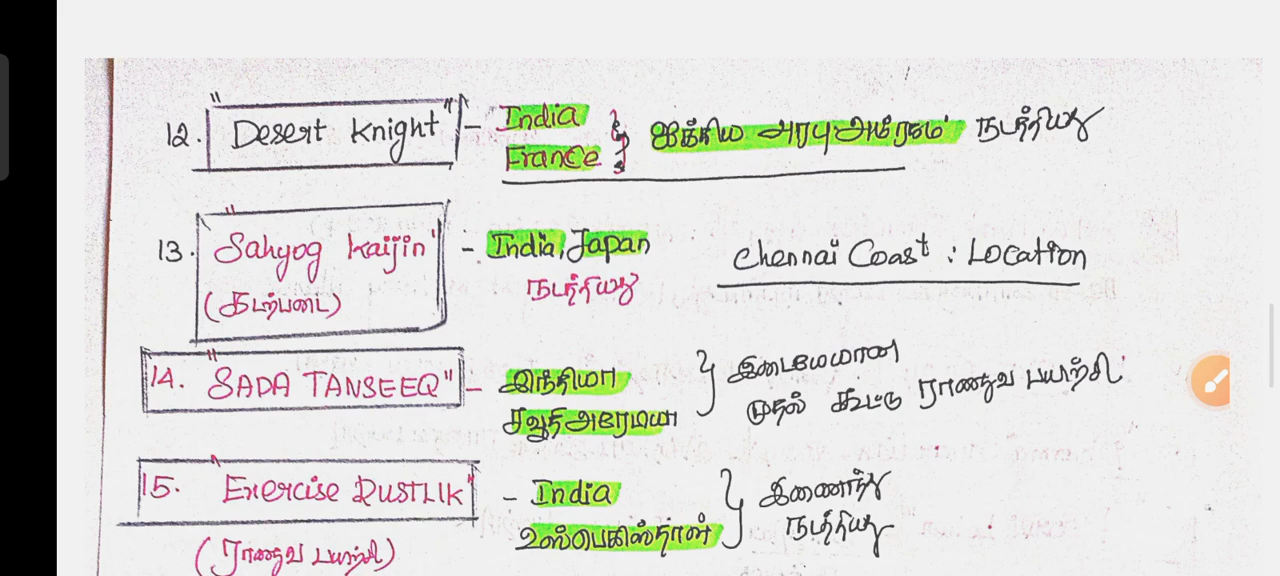 12. "Desert Knight" - India France } ஐக்கிய அரபு அமீரகம் நடத்தியது
13. "Sahyog Kaijin" - India, Japan Chennai Coast : Location
(கடற்படை) நடத்தியது
14. "SADA TANSEEQ" - இந்தியா சவுதி அரேபியா } இடையேயான முதல் கூட்டு ராணுவ பயிற்சி
15. "Exercise DUSTLIK" - India உஸ்பெகிஸ்தான் } இணைந்து நடத்தியது
(ராணுவ பயிற்சி)